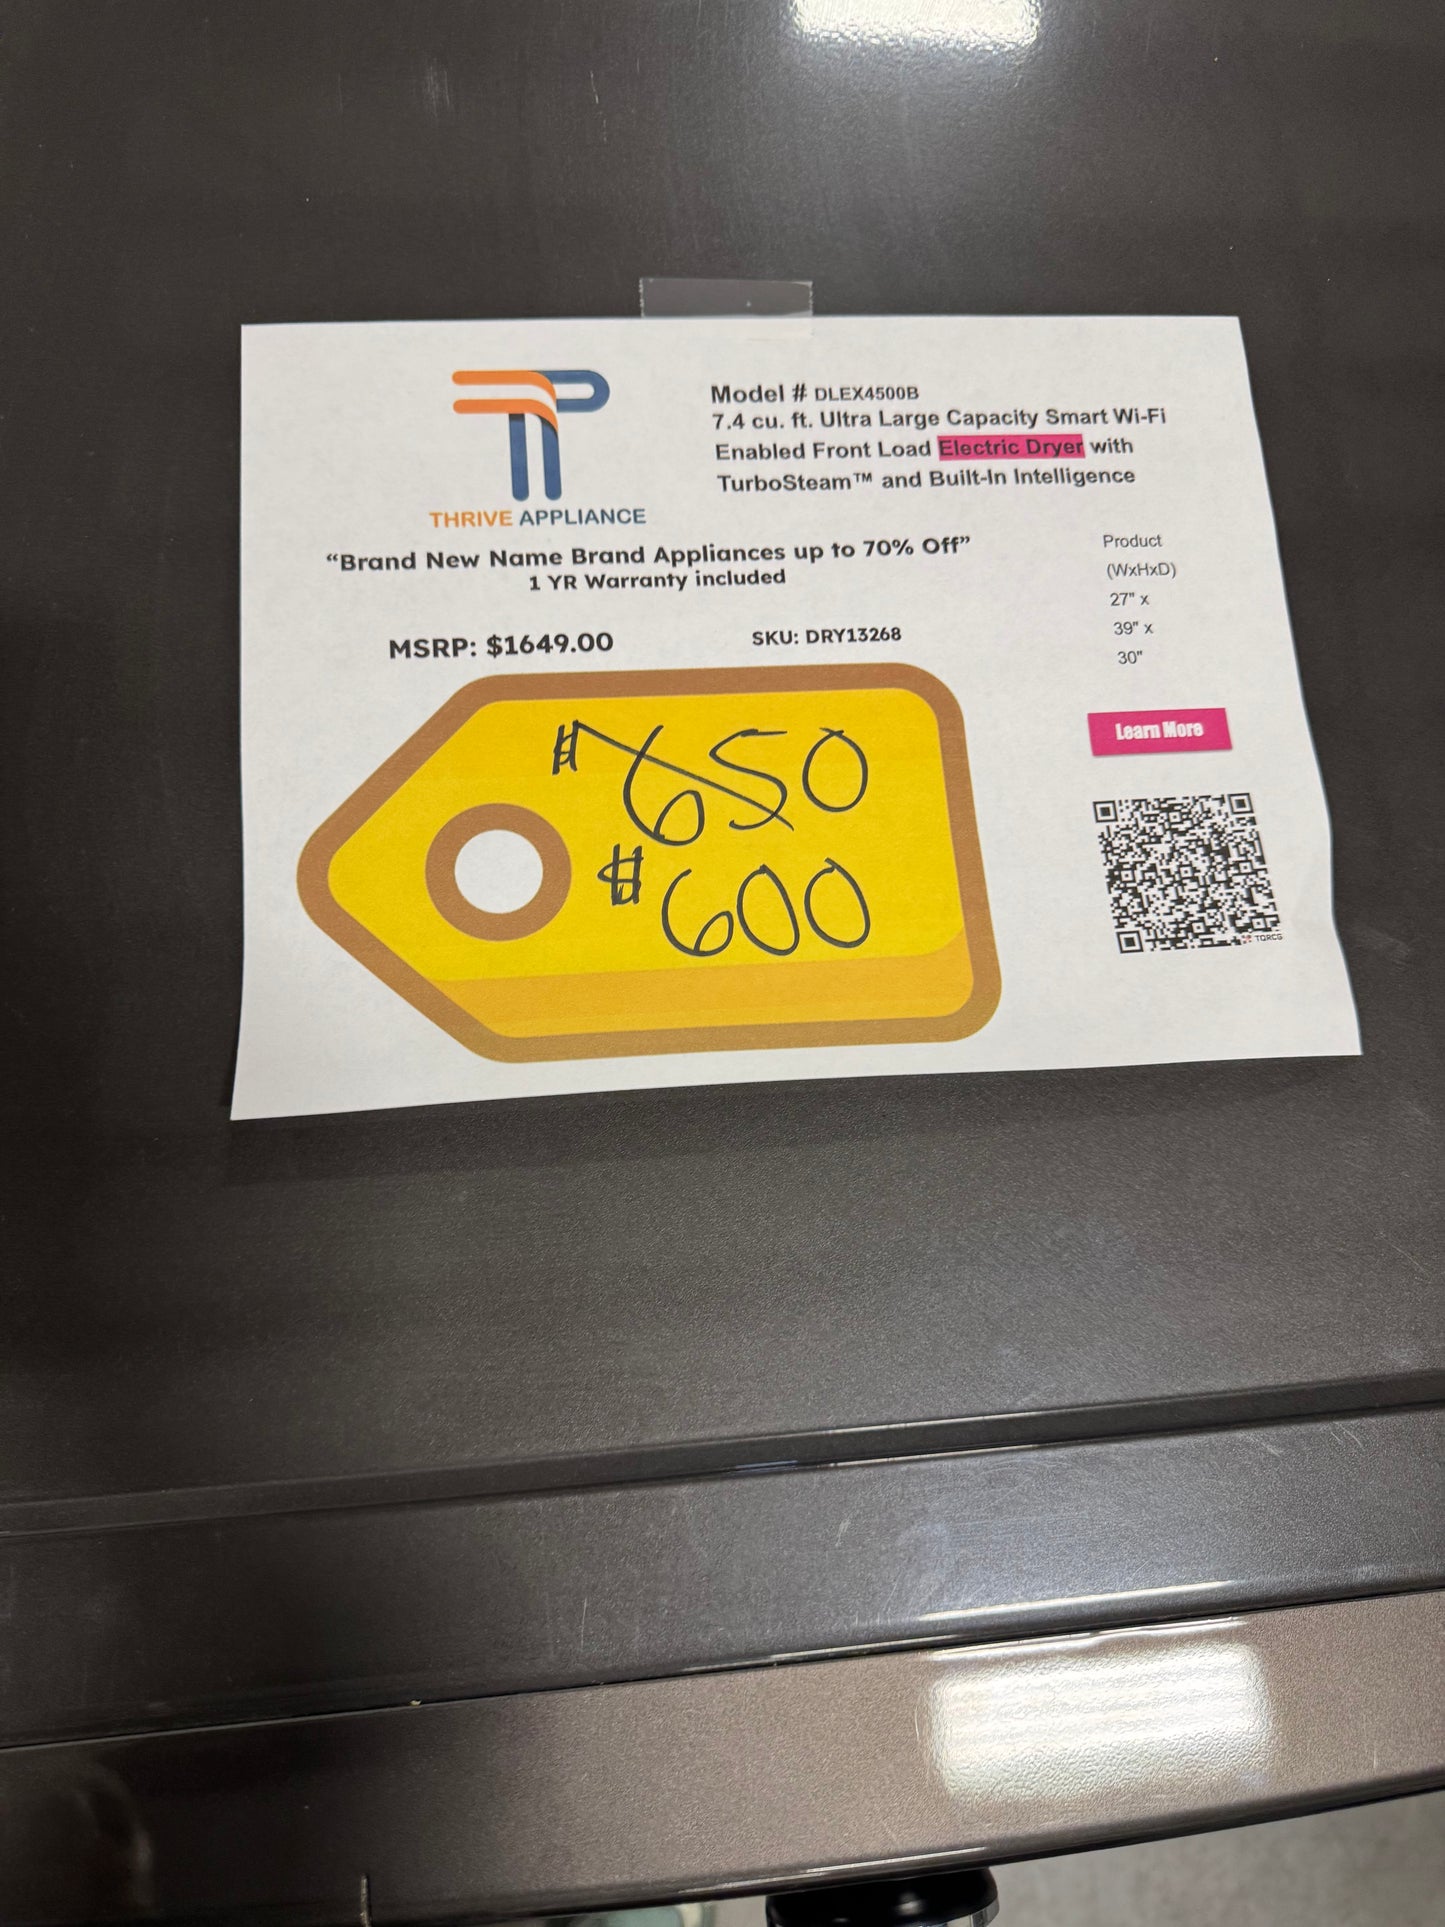 Model # DLEX4500B
7.4 cu. ft. Ultra Large Capacity Smart Wi-Fi
Enabled Front Load Electric Dryer with
TurboSteam™ and Built-In Intelligence
THRIVE APPLIANCE
“Brand New Name Brand Appliances up to 70% Off”
1 YR Warranty included
MSRP: $1649.00
SKU: DRY13268
Product
(WxHxD)
27" x
39" x
30"
Learn More
$650
$600
TQRCG